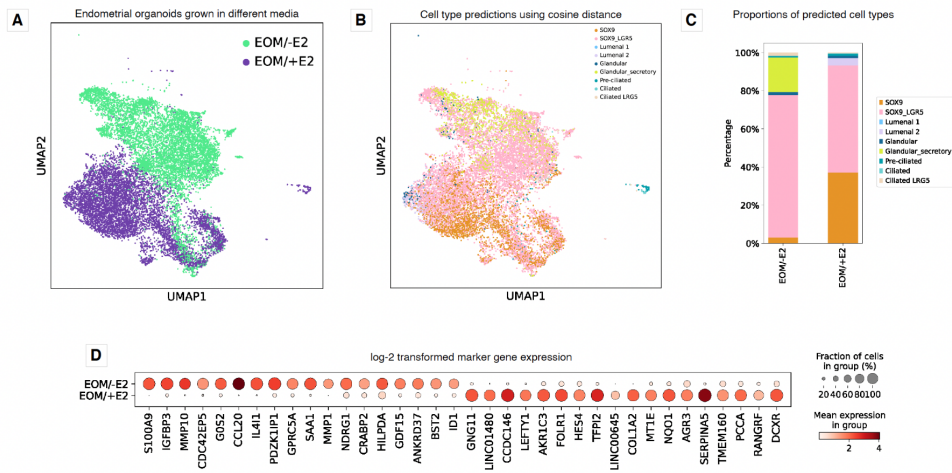 A
Endometrial organoids grown in different media
EOM/-E2
EOM/+E2
UMAP2
UMAP1
B
Cell type predictions using cosine distance
SOX9
SOX9_LGR5
Lumenal 1
Lumenal 2
Glandular
Glandular_secretory
Pre-ciliated
Ciliated
Ciliated LRG5
UMAP2
UMAP1
C
Proportions of predicted cell types
100%
80%
60%
40%
20%
0%
Percentage
EOM/-E2
EOM/+E2
SOX9
SOX9_LGR5
Lumenal 1
Lumenal 2
Glandular
Glandular_secretory
Pre-ciliated
Ciliated
Ciliated LRG5
D
log-2 transformed marker gene expression
EOM/-E2
EOM/+E2
S100A9
IGFBP3
MMP10
CDC42EP5
G0S2
CCL20
IL4I1
PDZK1IP1
GPRC5A
SAA1
MMP1
NDRG1
CRABP2
HILPDA
GDF15
ANKRD37
BST2
ID1
GNG11
LINC01480
CCDC146
LEFTY1
AKR1C3
FOLR1
HES4
TFPI2
LINC00645
COL1A2
MT1E
NQO1
AGR3
SERPINA5
TMEM160
PCCA
RANGRF
DCXR
Fraction of cells
in group (%)
20 40 60 80 100
Mean expression
in group
2 4